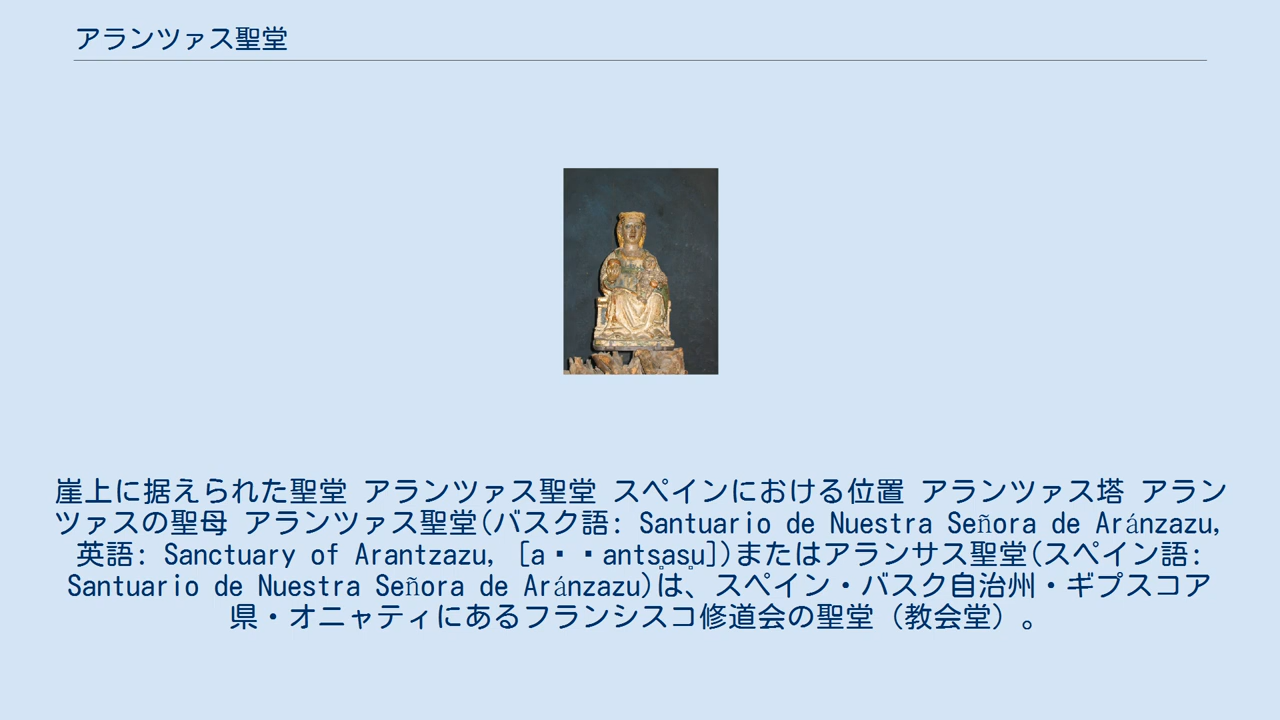 アランツァス聖堂
崖上に据えられた聖堂 アランツァス聖堂 スペインにおける位置 アランツァス塔 アラン
ツァスの聖母 アランツァス聖堂(バスク語: Santuario de Nuestra Señora de Aránzazu,
英語: Sanctuary of Arantzazu, [a▪▪ants̻as̻u])またはアランサス聖堂(スペイン語:
Santuario de Nuestra Señora de Aránzazu)は、スペイン・バスク自治州・ギプスコア
県・オニャティにあるフランシスコ修道会の聖堂（教会堂）。